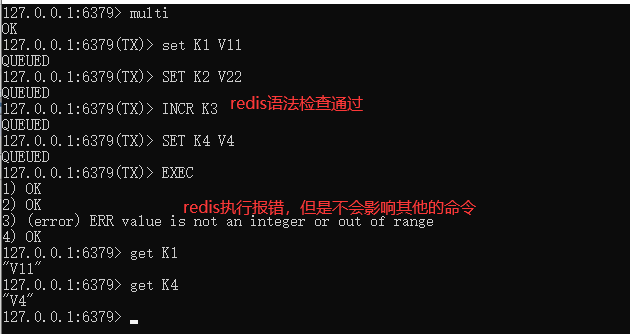 127.0.0.1:6379> multi
OK
127.0.0.1:6379(TX)> set K1 V11
QUEUED
127.0.0.1:6379(TX)> SET K2 V22
QUEUED
127.0.0.1:6379(TX)> INCR K3 redis语法检查通过
QUEUED
127.0.0.1:6379(TX)> SET K4 V4
QUEUED
127.0.0.1:6379(TX)> EXEC
1) OK
2) OK redis执行报错，但是不会影响其他的命令
3) (error) ERR value is not an integer or out of range
4) OK
127.0.0.1:6379> get K1
"V11"
127.0.0.1:6379> get K4
"V4"
127.0.0.1:6379>